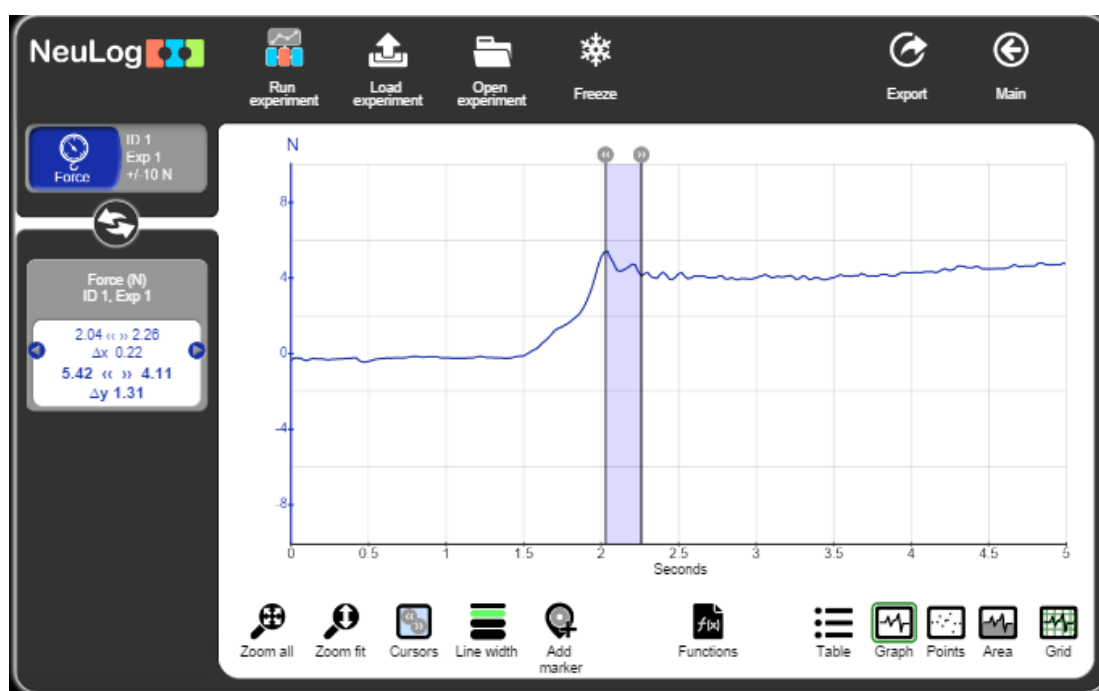 NeuLog
Run
experiment
Load
experiment
Open
experiment
Freeze
Export
Main
Force
ID 1
Exp 1
+/-10 N
Force (N)
ID 1, Exp 1
2.04 ‹‹ ›› 2.26
Δx 0.22
5.42 ‹‹ ›› 4.11
Δy 1.31
N
‹‹ ››
8
4
0
-4
-8
0 0.5 1 1.5 2 2.5 3 3.5 4 4.5 5
Seconds
Zoom all
Zoom fit
Cursors
Line width
Add
marker
f(x)
Functions
Table
Graph
Points
Area
Grid